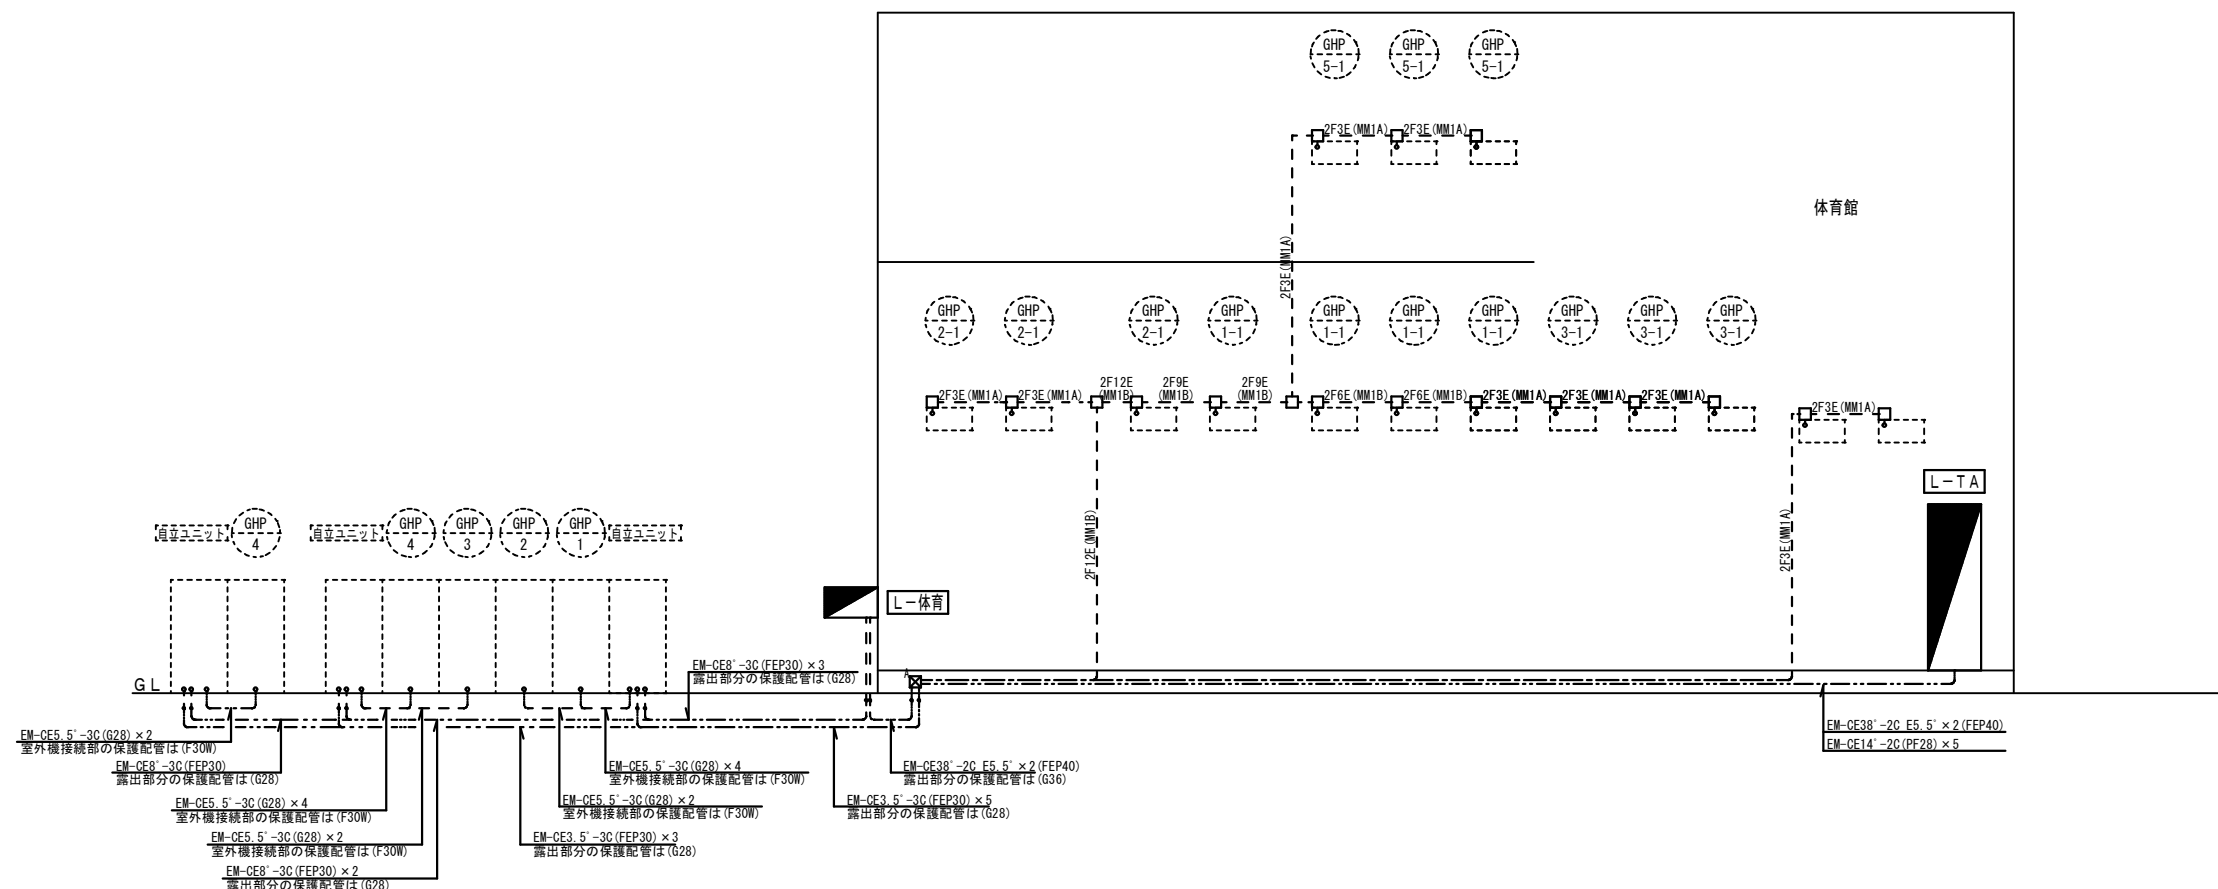 GHP
5-1
GHP
5-1
GHP
5-1
2F3E(MM1A)
2F3E(MM1A)
体育館
2F3E(MM1A)
GHP
2-1
GHP
2-1
GHP
2-1
GHP
1-1
GHP
1-1
GHP
1-1
GHP
1-1
GHP
3-1
GHP
3-1
GHP
3-1
2F3E(MM1A)
2F3E(MM1A)
2F12E
(MM1B)
2F9E
(MM1B)
2F9E
(MM1B)
2F6E(MM1B)
2F6E(MM1B)
2F3E(MM1A)
2F3E(MM1A)
2F3E(MM1A)
2F3E(MM1A)
L-TA
2F12E(MM1B)
2F3E(MM1A)
自立ユニット
GHP
4
自立ユニット
GHP
4
GHP
3
GHP
2
GHP
1
自立ユニット
L-体育
A
GL
EM-CE8゜-3C(FEP30)×3
露出部分の保護配管は(G28)
EM-CE5.5゜-3C(G28)×2
室外機接続部の保護配管は(F30W)
EM-CE8゜-3C(FEP30)
露出部分の保護配管は(G28)
EM-CE5.5゜-3C(G28)×4
室外機接続部の保護配管は(F30W)
EM-CE5.5゜-3C(G28)×2
室外機接続部の保護配管は(F30W)
EM-CE8゜-3C(FEP30)×2
露出部分の保護配管は(G28)
EM-CE5.5゜-3C(G28)×4
室外機接続部の保護配管は(F30W)
EM-CE5.5゜-3C(G28)×2
室外機接続部の保護配管は(F30W)
EM-CE3.5゜-3C(FEP30)×3
露出部分の保護配管は(G28)
EM-CE38゜-2C E5.5゜×2(FEP40)
露出部分の保護配管は(G36)
EM-CE3.5゜-3C(FEP30)×5
露出部分の保護配管は(G28)
EM-CE38゜-2C E5.5゜×2(FEP40)
EM-CE14゜-2C(PF28)×5